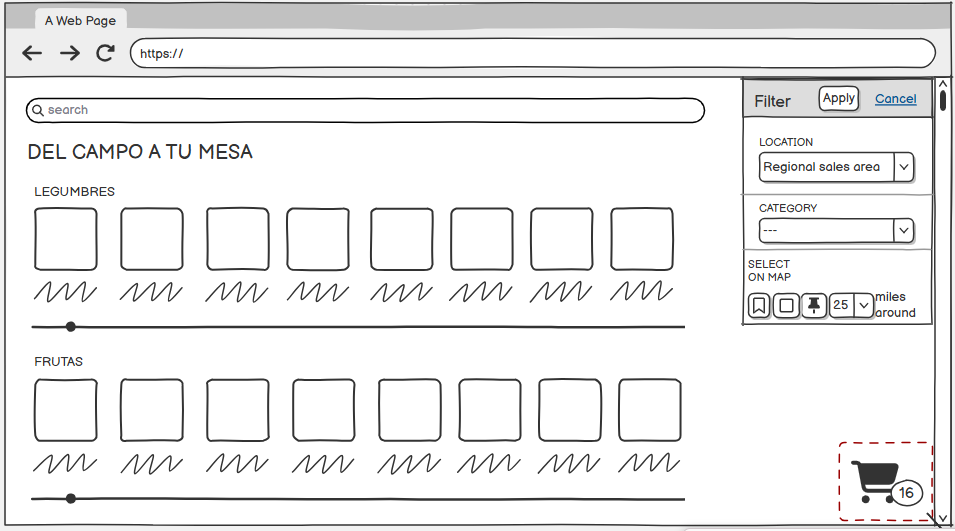 A Web Page
https://
search
DEL CAMPO A TU MESA
LEGUMBRES
FRUTAS
Filter
Apply
Cancel
LOCATION
Regional sales area
CATEGORY
---
SELECT
ON MAP
25
miles
around
16